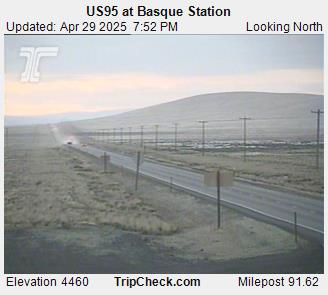 US95 at Basque Station
Updated: Apr 29 2025 7:52 PM Looking North
Elevation 4460 TripCheck.com Milepost 91.62